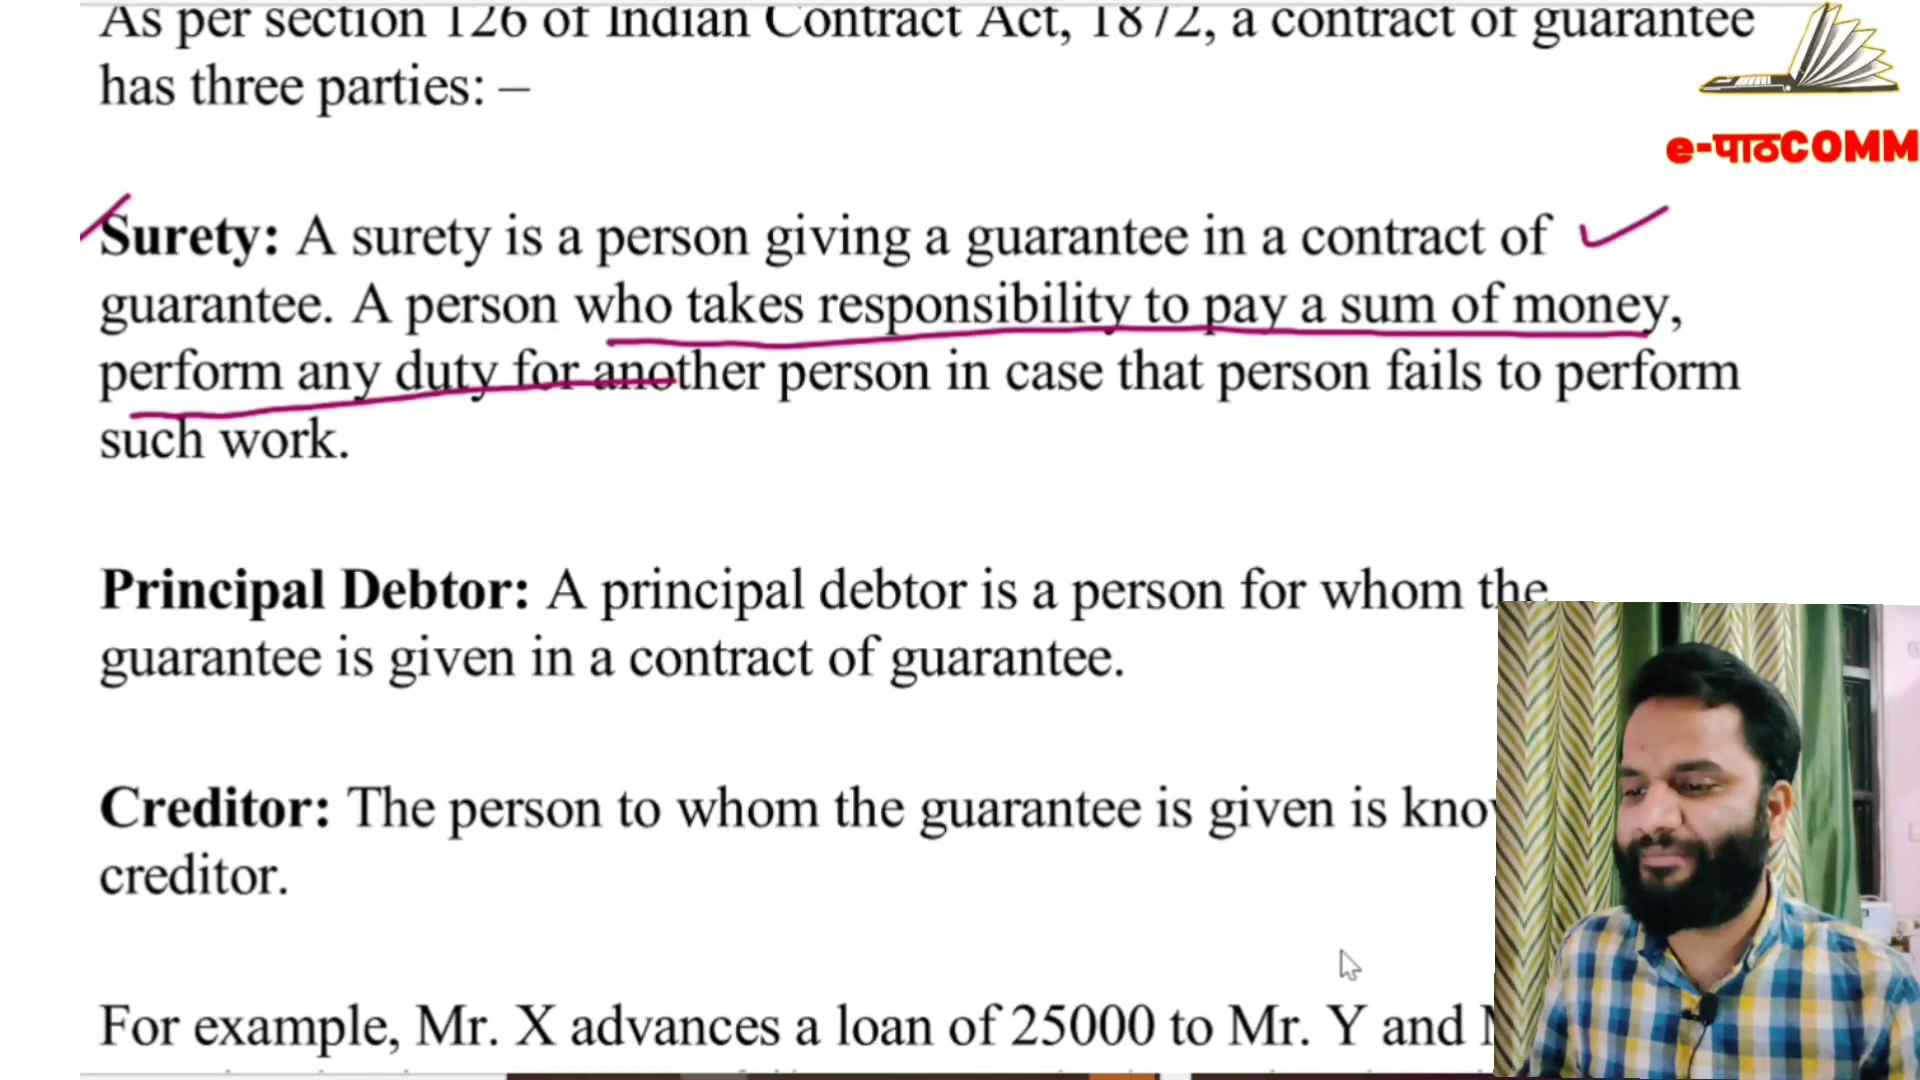 As per section 126 of Indian Contract Act, 1872, a contract of guarantee
has three parties: –
e-पाठCOMM
Surety: A surety is a person giving a guarantee in a contract of
guarantee. A person who takes responsibility to pay a sum of money,
perform any duty for another person in case that person fails to perform
such work.
Principal Debtor: A principal debtor is a person for whom the
guarantee is given in a contract of guarantee.
Creditor: The person to whom the guarantee is given is
creditor.
For example, Mr. X advances a loan of 25000 to Mr. Y and